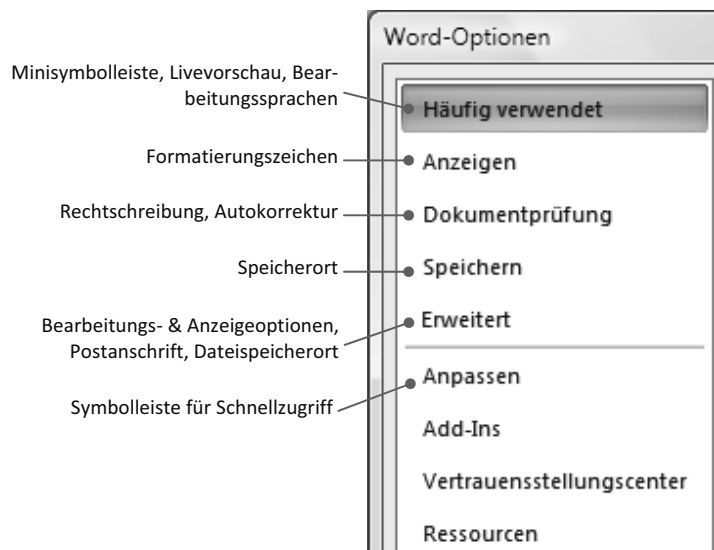 Word-Optionen
Minisymbolleiste, Livevorschau, Bear-
beitungssprachen
Häufig verwendet
Formatierungszeichen
Anzeigen
Rechtschreibung, Autokorrektur
Dokumentprüfung
Speicherort
Speichern
Bearbeitungs- & Anzeigeoptionen,
Postanschrift, Dateispeicherort
Erweitert
Symbolleiste für Schnellzugriff
Anpassen
Add-Ins
Vertrauensstellungscenter
Ressourcen